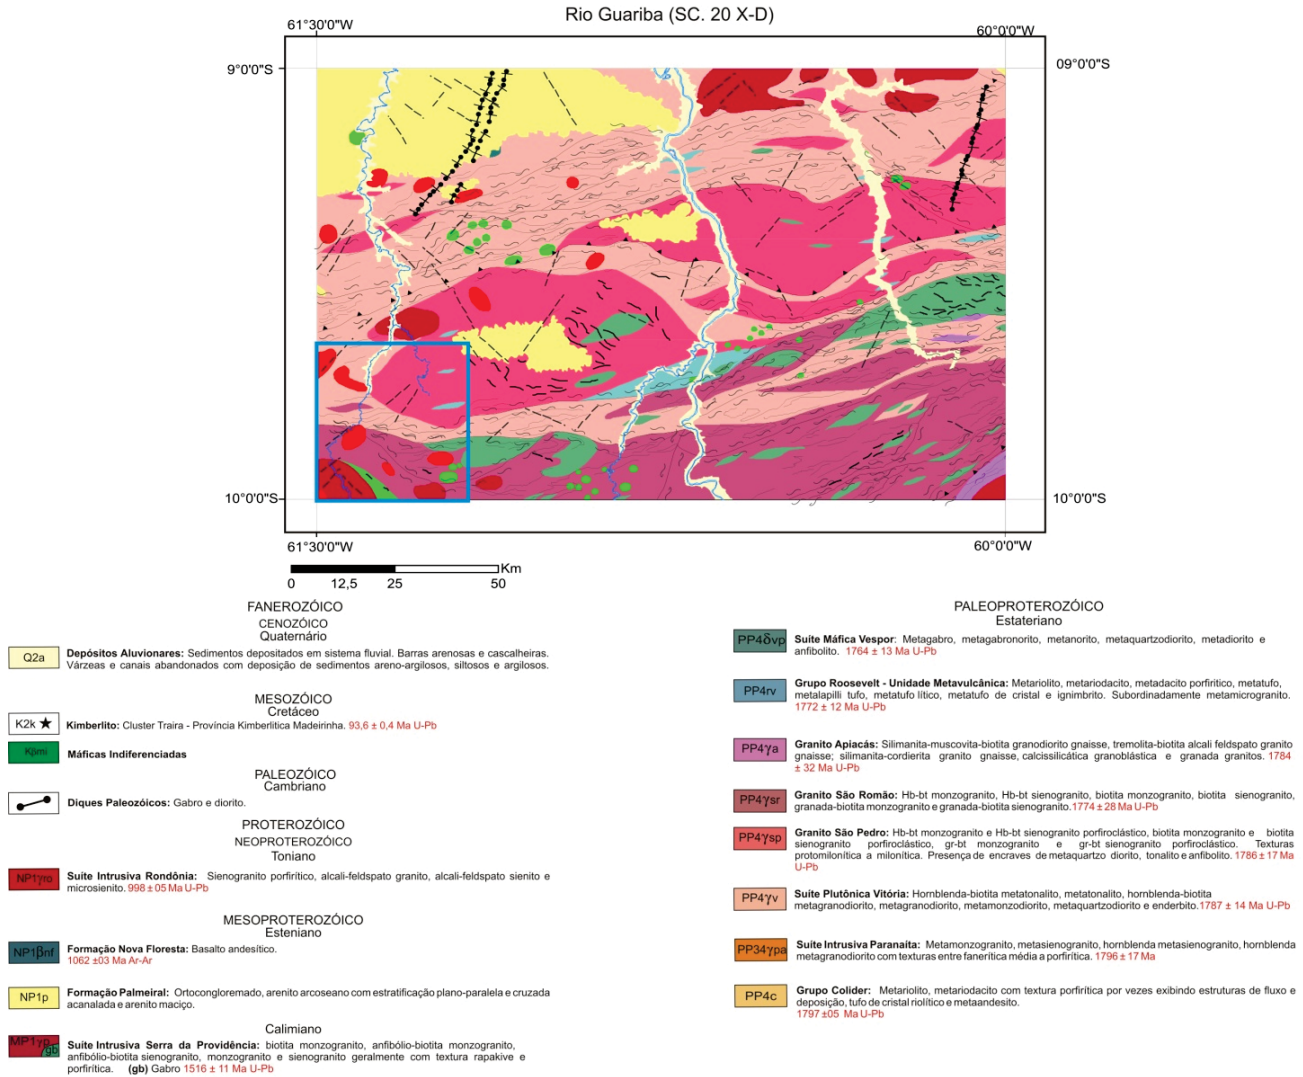 Rio Guariba (SC. 20 X-D)
61°30'0"W
60°0'0"W
9°0'0"S
09°0'0"S
10°0'0"S
10°0'0"S
61°30'0"W
60°0'0"W
Km
0 12,5 25 50
FANEROZÓICO
CENOZÓICO
Quaternário
Q2a
Depósitos Aluvionares: Sedimentos depositados em sistema fluvial. Barras arenosas e cascalheiras.
Várzeas e canais abandonados com deposição de sedimentos areno-argilosos, siltosos e argilosos.
MESOZÓICO
Cretáceo
K2k ★
Kimberlito: Cluster Traira - Província Kimberlitica Madeirinha. 93,6 ± 0,4 Ma U-Pb
Kβmi
Máficas Indiferenciadas
PALEOZÓICO
Cambriano
Diques Paleozóicos: Gabro e diorito.
PROTEROZÓICO
NEOPROTEROZÓICO
Toniano
NP1γro
Suíte Intrusiva Rondônia: Sienogranito porfirítico, alcali-feldspato granito, alcali-feldspato sienito e
microsienito. 998 ± 05 Ma U-Pb
MESOPROTEROZÓICO
Esteniano
NP1βnf
Formação Nova Floresta: Basalto andesítico.
1062 ±03 Ma Ar-Ar
NP1p
Formação Palmeiral: Ortocongloremado, arenito arcoseano com estratificação plano-paralela e cruzada
acanalada e arenito maciço.
Calimiano
MP1γp
gb
Suíte Intrusiva Serra da Providência: biotita monzogranito, anfibólio-biotita monzogranito,
anfibólio-biotita sienogranito, monzogranito e sienogranito geralmente com textura rapakive e
porfirítica. (gb) Gabro 1516 ± 11 Ma U-Pb
PALEOPROTEROZÓICO
Estateriano
PP4δvp
Suíte Máfica Vespor: Metagabro, metagabronorito, metanorito, metaquartzodiorito, metadiorito e
anfibolito. 1764 ± 13 Ma U-Pb
PP4rv
Grupo Roosevelt - Unidade Metavulcânica: Metariolito, metariodacito, metadacito porfiritico, metatufo,
metalapilli tufo, metatufo lítico, metatufo de cristal e ignimbrito. Subordinadamente metamicrogranito.
1772 ± 12 Ma U-Pb
PP4γa
Granito Apiacás: Silimanita-muscovita-biotita granodiorito gnaisse, tremolita-biotita alcali feldspato granito
gnaisse; silimanita-cordierita granito gnaisse, calcissilicática granoblástica e granada granitos. 1784
± 32 Ma U-Pb
PP4γsr
Granito São Romão: Hb-bt monzogranito, Hb-bt sienogranito, biotita monzogranito, biotita sienogranito,
granada-biotita monzogranito e granada-biotita sienogranito. 1774 ± 28 Ma U-Pb
PP4γsp
Granito São Pedro: Hb-bt monzogranito e Hb-bt sienogranito porfiroclástico, biotita monzogranito e biotita
sienogranito porfiroclástico, gr-bt monzogranito e gr-bt sienogranito porfiroclástico. Texturas
protomilonítica a milonítica. Presença de encraves de metaquartzo diorito, tonalito e anfibolito. 1786 ± 17 Ma
U-Pb
PP4γv
Suíte Plutônica Vitória: Hornblenda-biotita metatonalito, metatonalito, hornblenda-biotita
metagranodiorito, metagranodiorito, metamonzodiorito, metaquartzodiorito e enderbito. 1787 ± 14 Ma U-Pb
PP34γpa
Suíte Intrusiva Paranaíta: Metamonzogranito, metasienogranito, hornblenda metasienogranito, hornblenda
metagranodiorito com texturas entre fanerítica média a porfirítica. 1796 ± 17 Ma
PP4c
Grupo Colider: Metariolito, metariodacito com textura porfirítica por vezes exibindo estruturas de fluxo e
deposição, tufo de cristal riolítico e metaandesito.
1797 ±05 Ma U-Pb